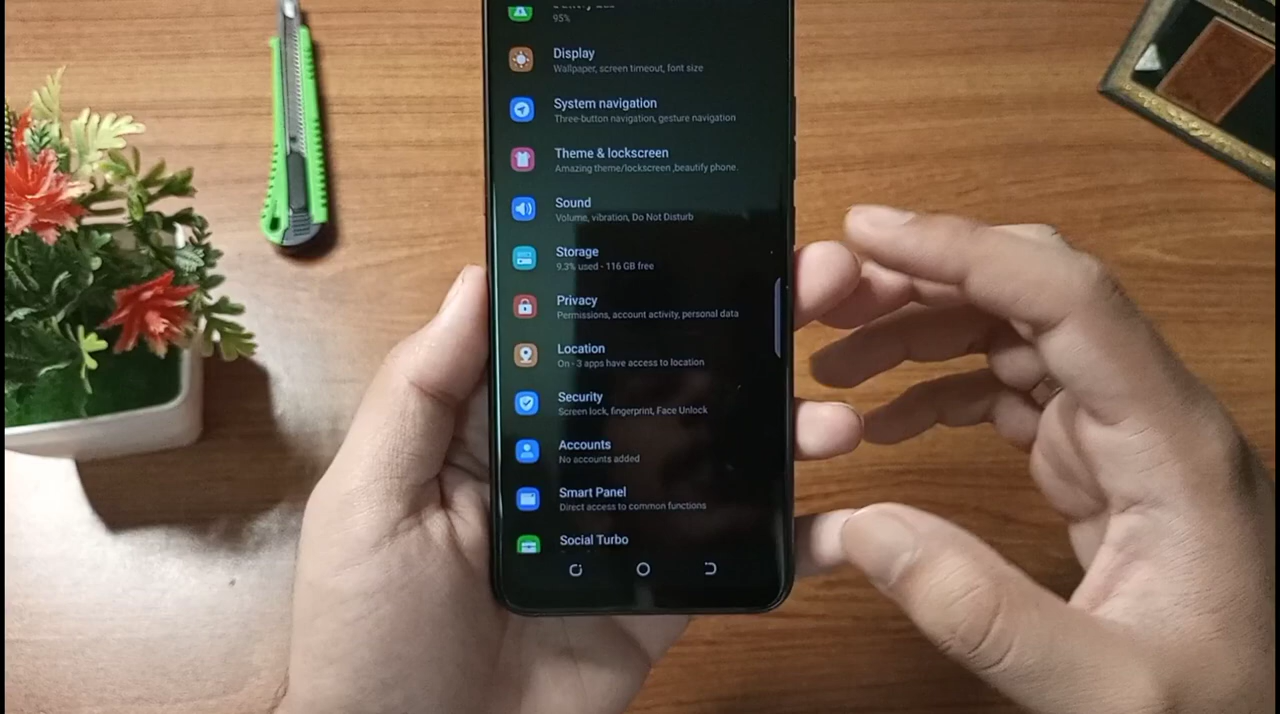 95%
Display
Wallpaper, screen timeout, font size
System navigation
Three-button navigation, gesture navigation
Theme & lockscreen
Amazing theme/lockscreen ,beautify phone.
Sound
Volume, vibration, Do Not Disturb
Storage
9.3% used - 116 GB free
Privacy
Permissions, account activity, personal data
Location
On - 3 apps have access to location
Security
Screen lock, fingerprint, Face Unlock
Accounts
No accounts added
Smart Panel
Direct access to common functions
Social Turbo